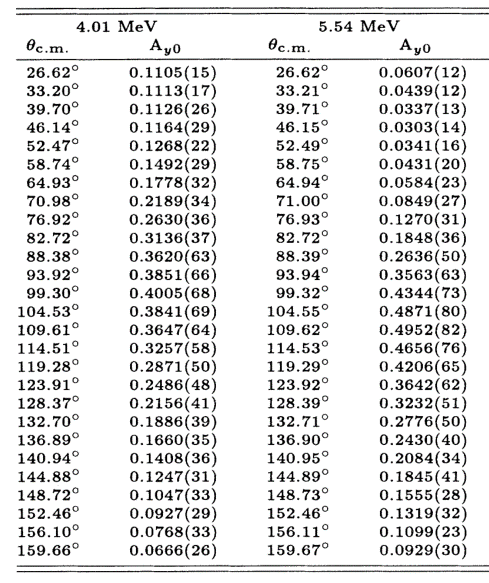 4.01 MeV 5.54 MeV
θc.m. Ay0 θc.m. Ay0
26.62° 0.1105(15) 26.62° 0.0607(12)
33.20° 0.1113(17) 33.21° 0.0439(12)
39.70° 0.1126(26) 39.71° 0.0337(13)
46.14° 0.1164(29) 46.15° 0.0303(14)
52.47° 0.1268(22) 52.49° 0.0341(16)
58.74° 0.1492(29) 58.75° 0.0431(20)
64.93° 0.1778(32) 64.94° 0.0584(23)
70.98° 0.2189(34) 71.00° 0.0849(27)
76.92° 0.2630(36) 76.93° 0.1270(31)
82.72° 0.3136(37) 82.72° 0.1848(36)
88.38° 0.3620(63) 88.39° 0.2636(50)
93.92° 0.3851(66) 93.94° 0.3563(63)
99.30° 0.4005(68) 99.32° 0.4344(73)
104.53° 0.3841(69) 104.55° 0.4871(80)
109.61° 0.3647(64) 109.62° 0.4952(82)
114.51° 0.3257(58) 114.53° 0.4656(76)
119.28° 0.2871(50) 119.29° 0.4206(65)
123.91° 0.2486(48) 123.92° 0.3642(62)
128.37° 0.2156(41) 128.39° 0.3232(51)
132.70° 0.1886(39) 132.71° 0.2776(50)
136.89° 0.1660(35) 136.90° 0.2430(40)
140.94° 0.1408(36) 140.95° 0.2084(34)
144.88° 0.1247(31) 144.89° 0.1845(41)
148.72° 0.1047(33) 148.73° 0.1555(28)
152.46° 0.0927(29) 152.46° 0.1319(32)
156.10° 0.0768(33) 156.11° 0.1099(23)
159.66° 0.0666(26) 159.67° 0.0929(30)